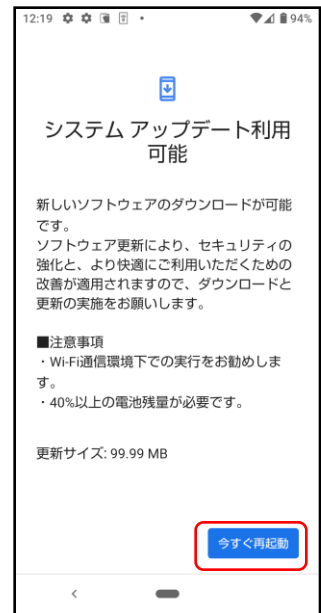 12:19
94%
システム アップデート利用
可能
新しいソフトウェアのダウンロードが可能
です。
ソフトウェア更新により、セキュリティの
強化と、より快適にご利用いただくための
改善が適用されますので、ダウンロードと
更新の実施をお願いします。
■注意事項
・Wi-Fi通信環境下での実行をお勧めしま
す。
・40%以上の電池残量が必要です。
更新サイズ: 99.99 MB
今すぐ再起動